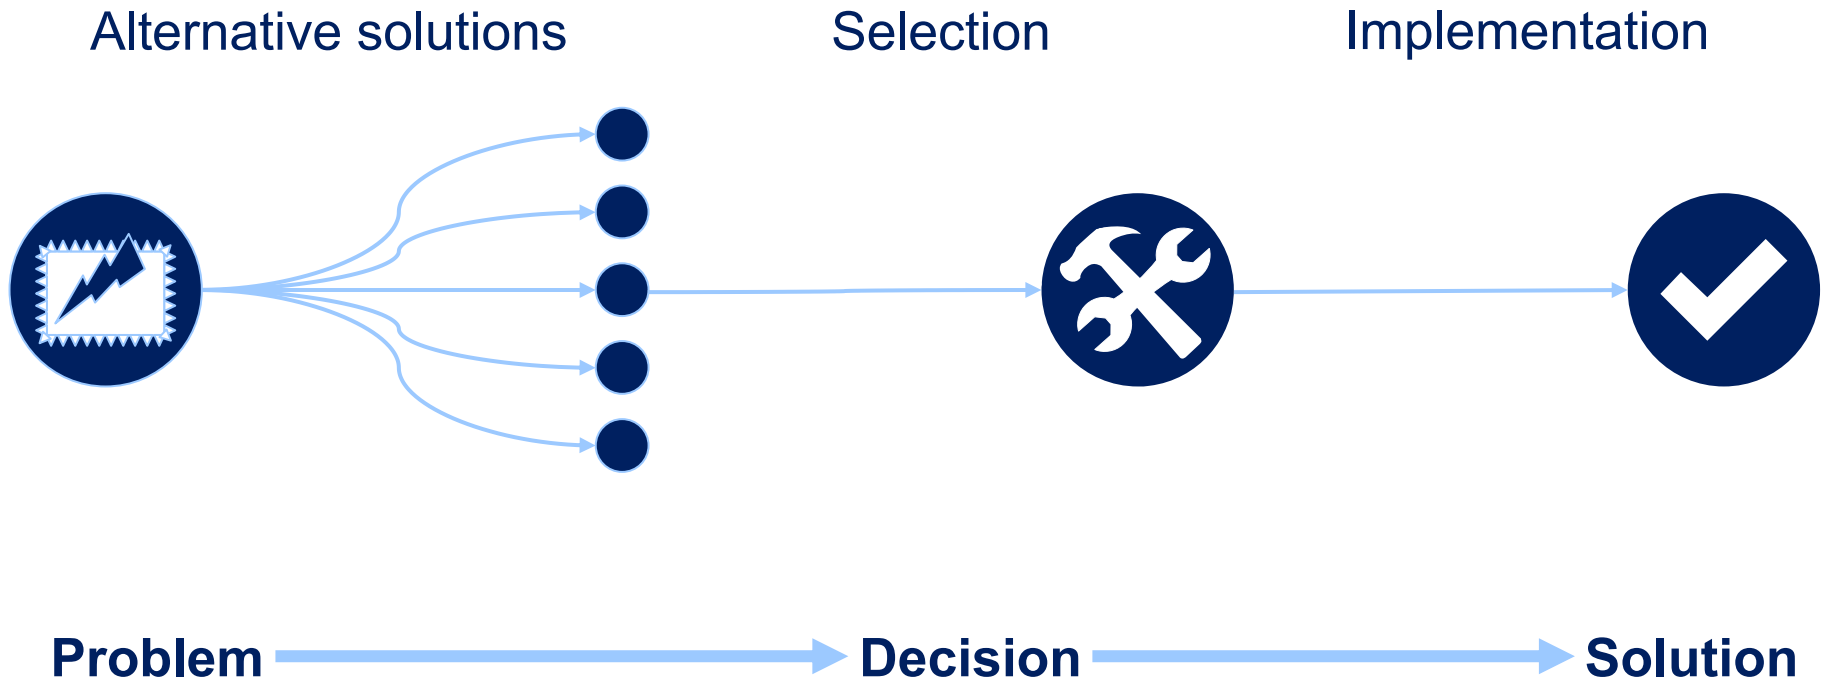 Alternative solutions
Selection
Implementation
Problem
Decision
Solution